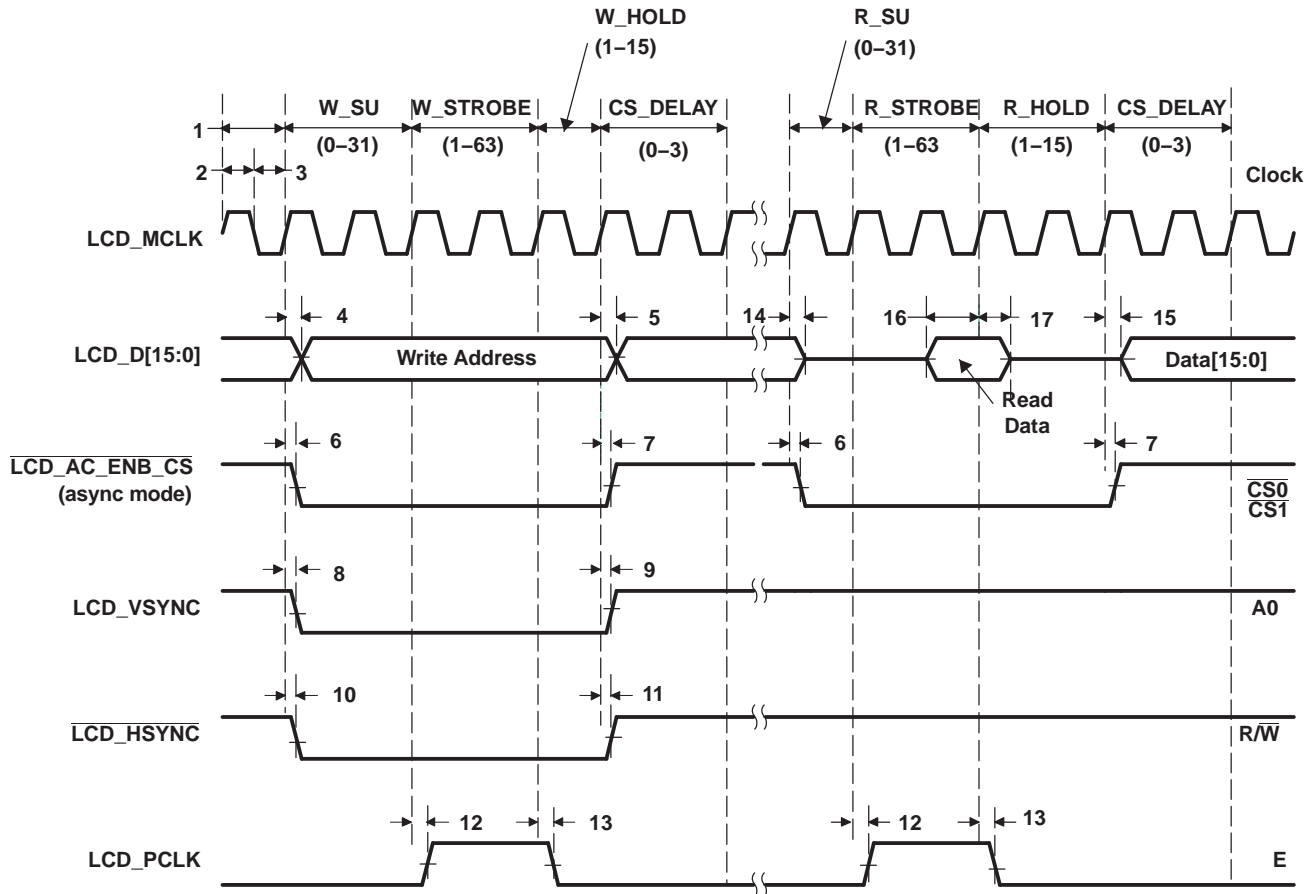 W_HOLD
(1–15)
R_SU
(0–31)
W_SU
(0–31)
W_STROBE
(1–63)
CS_DELAY
(0–3)
R_STROBE
(1–63
R_HOLD
(1–15)
CS_DELAY
(0–3)
1
2
3
Clock
LCD_MCLK
4
5
14
16
17
15
LCD_D[15:0]
Write Address
Data[15:0]
Read
Data
6
7
6
7
LCD_AC_ENB_CS
(async mode)
CS0
CS1
8
9
LCD_VSYNC
A0
10
11
LCD_HSYNC
R/W
12
13
12
13
LCD_PCLK
E